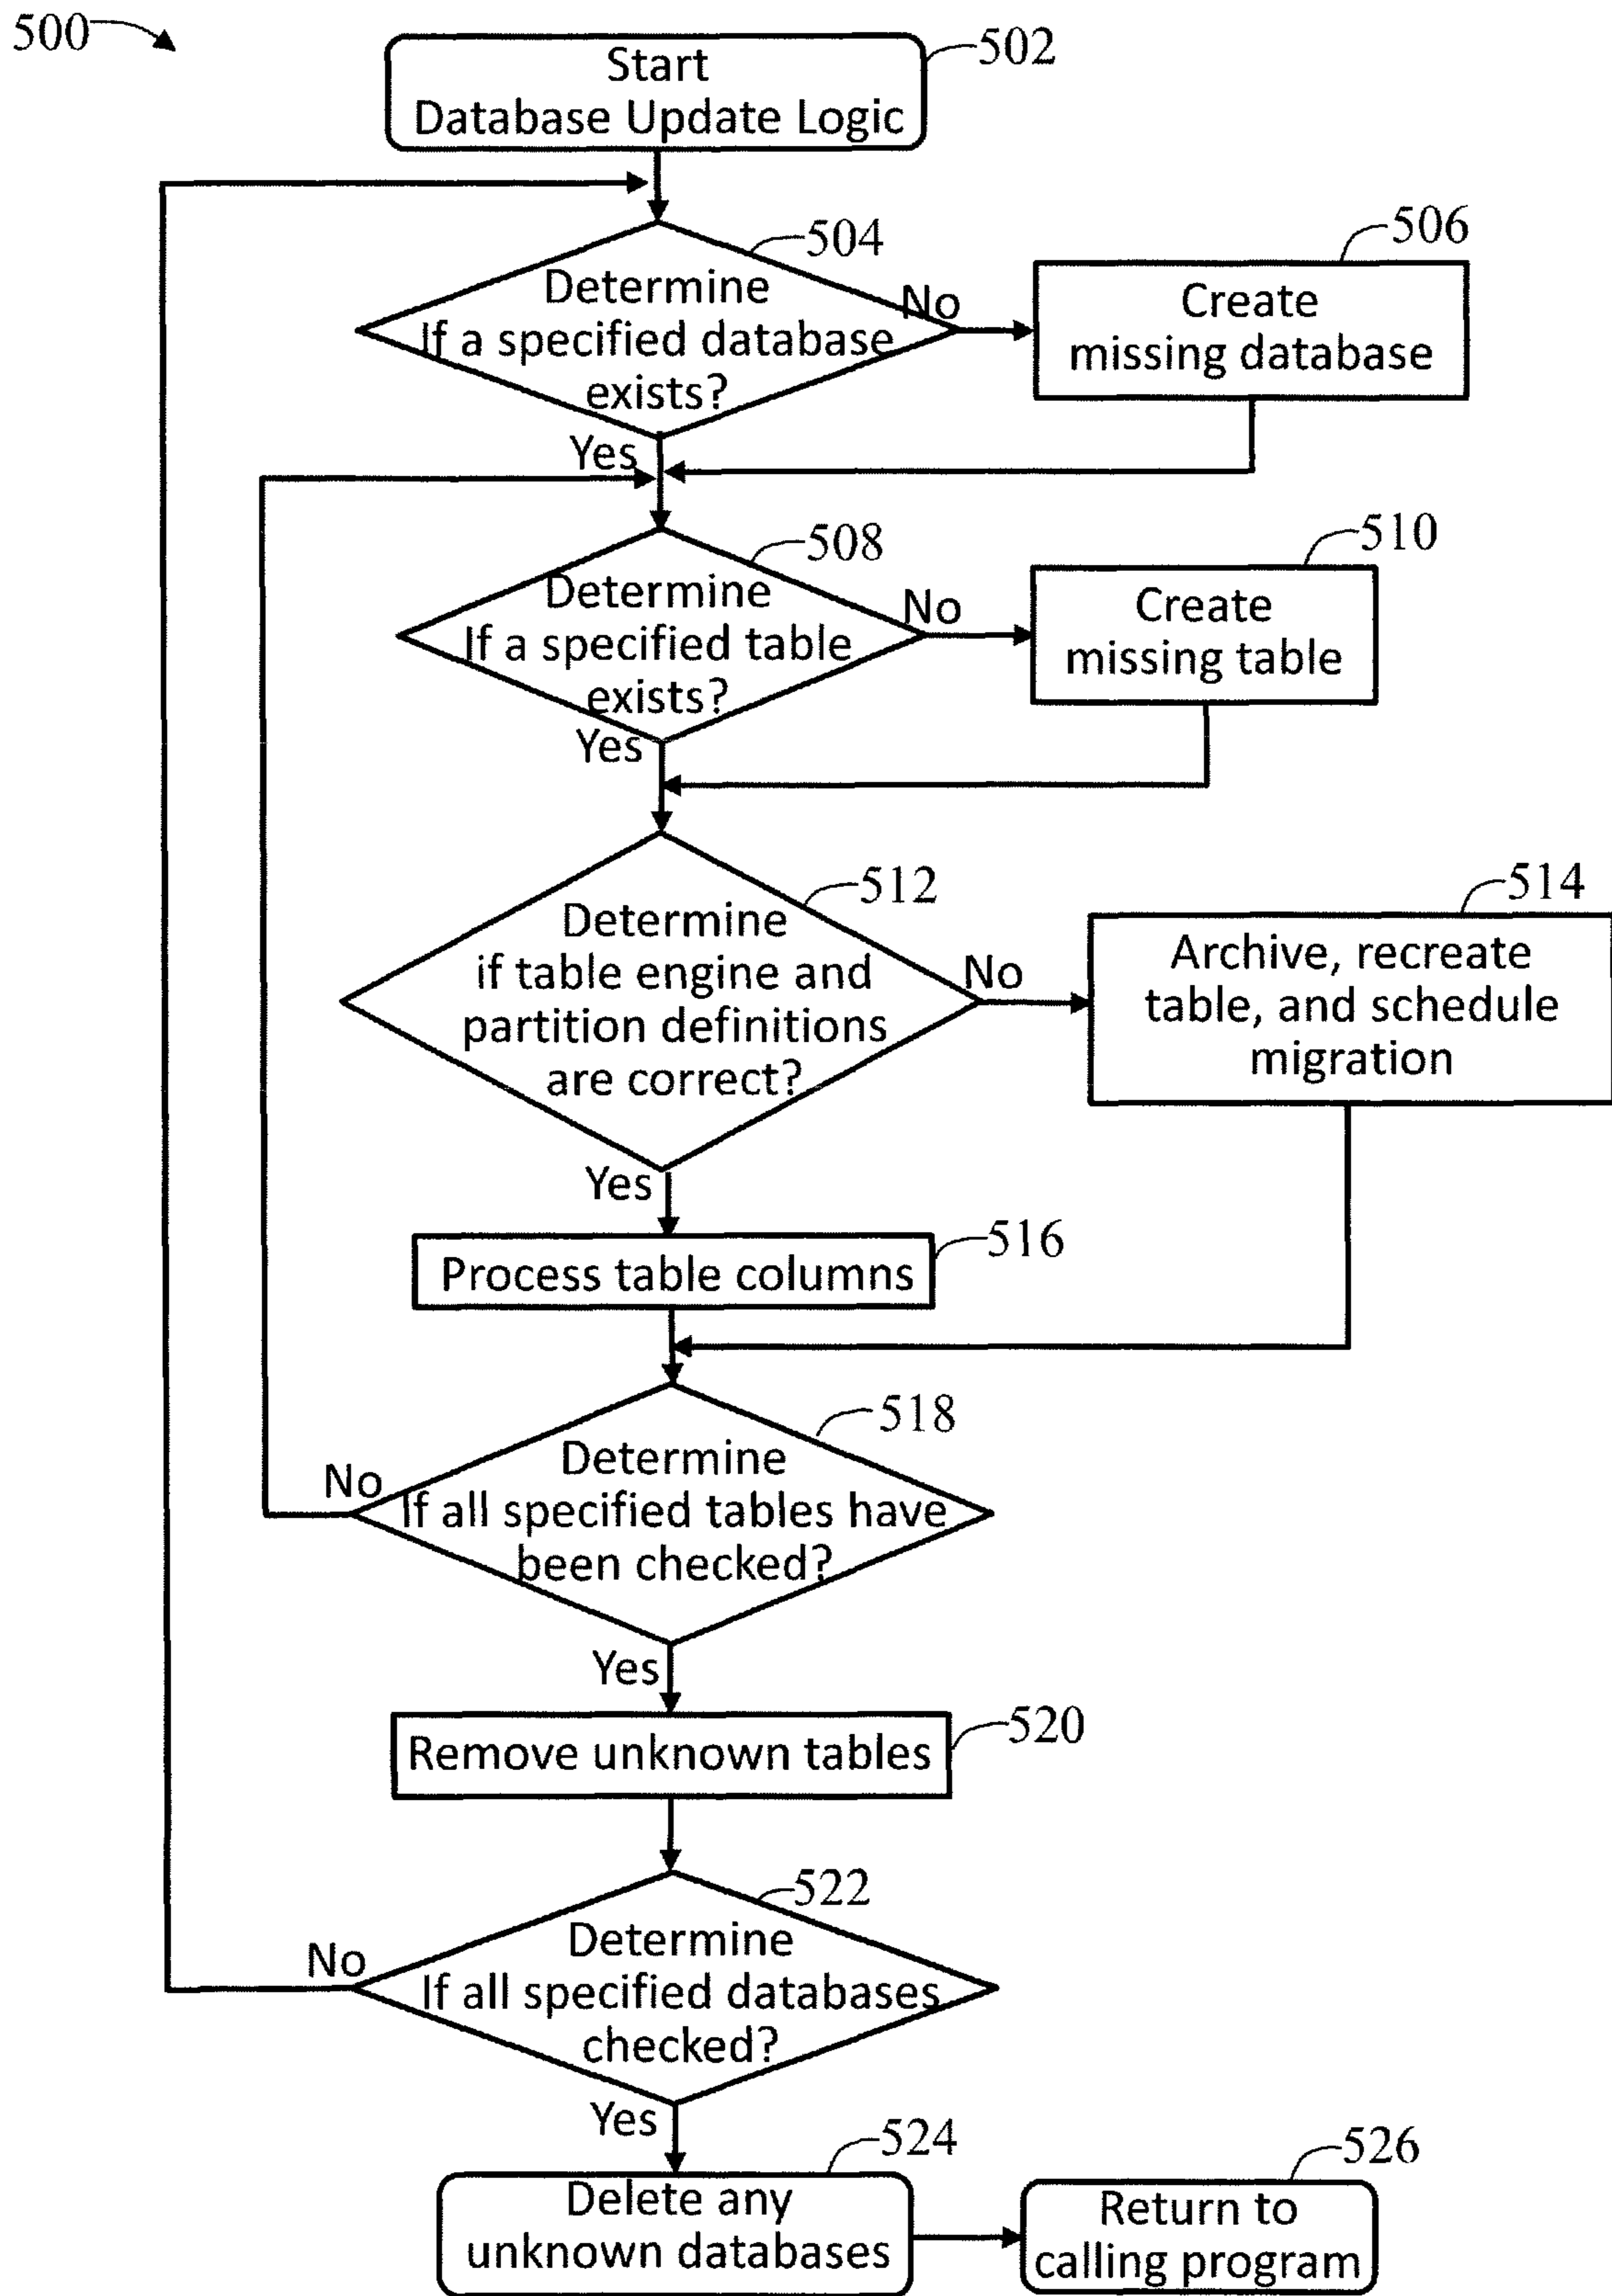 500
Start
Database Update Logic
502
504
Determine
If a specified database
exists?
No
506
Create
missing database
Yes
508
Determine
If a specified table
exists?
No
510
Create
missing table
Yes
512
Determine
if table engine and
partition definitions
are correct?
No
514
Archive, recreate
table, and schedule
migration
Yes
516
Process table columns
518
Determine
If all specified tables have
been checked?
No
Yes
520
Remove unknown tables
522
Determine
If all specified databases
checked?
No
Yes
524
Delete any
unknown databases
526
Return to
calling program